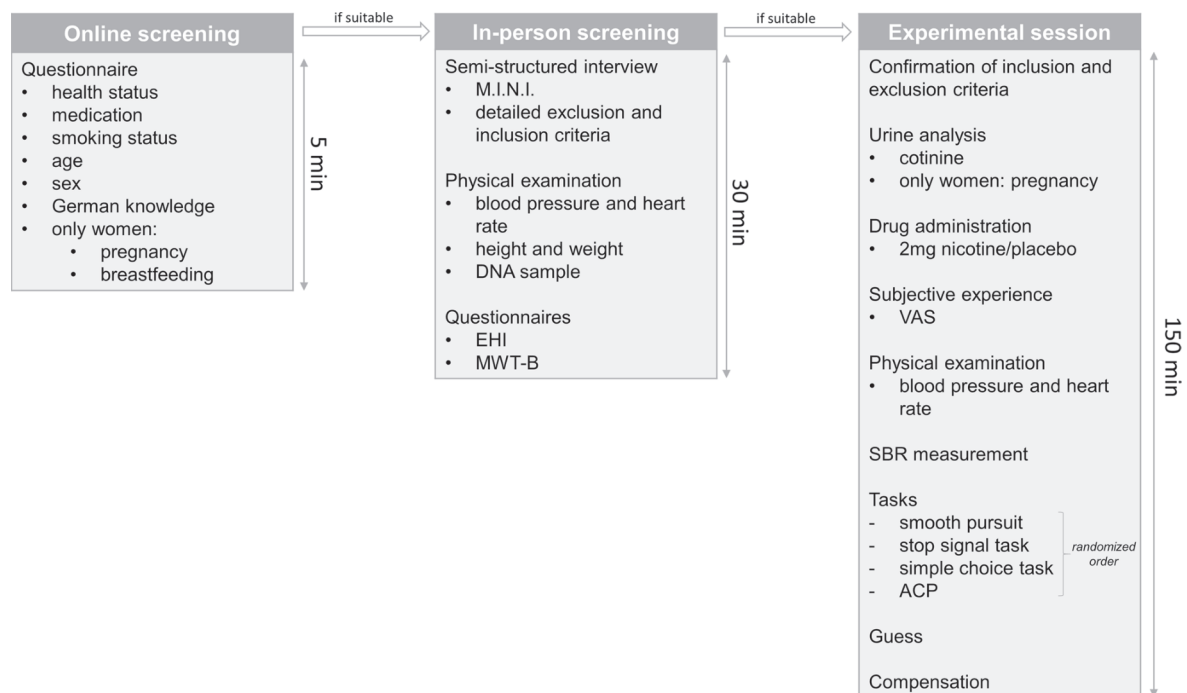 Online screening
Questionnaire
• health status
• medication
• smoking status
• age
• sex
• German knowledge
• only women:
• pregnancy
• breastfeeding
5 min
if suitable
In-person screening
Semi-structured interview
• M.I.N.I.
• detailed exclusion and
inclusion criteria
Physical examination
• blood pressure and heart
rate
• height and weight
• DNA sample
Questionnaires
• EHI
• MWT-B
30 min
if suitable
Experimental session
Confirmation of inclusion and
exclusion criteria
Urine analysis
• cotinine
• only women: pregnancy
Drug administration
• 2mg nicotine/placebo
Subjective experience
• VAS
Physical examination
• blood pressure and heart
rate
SBR measurement
Tasks
- smooth pursuit
- stop signal task
- simple choice task
- ACP
randomized
order
Guess
Compensation
150 min